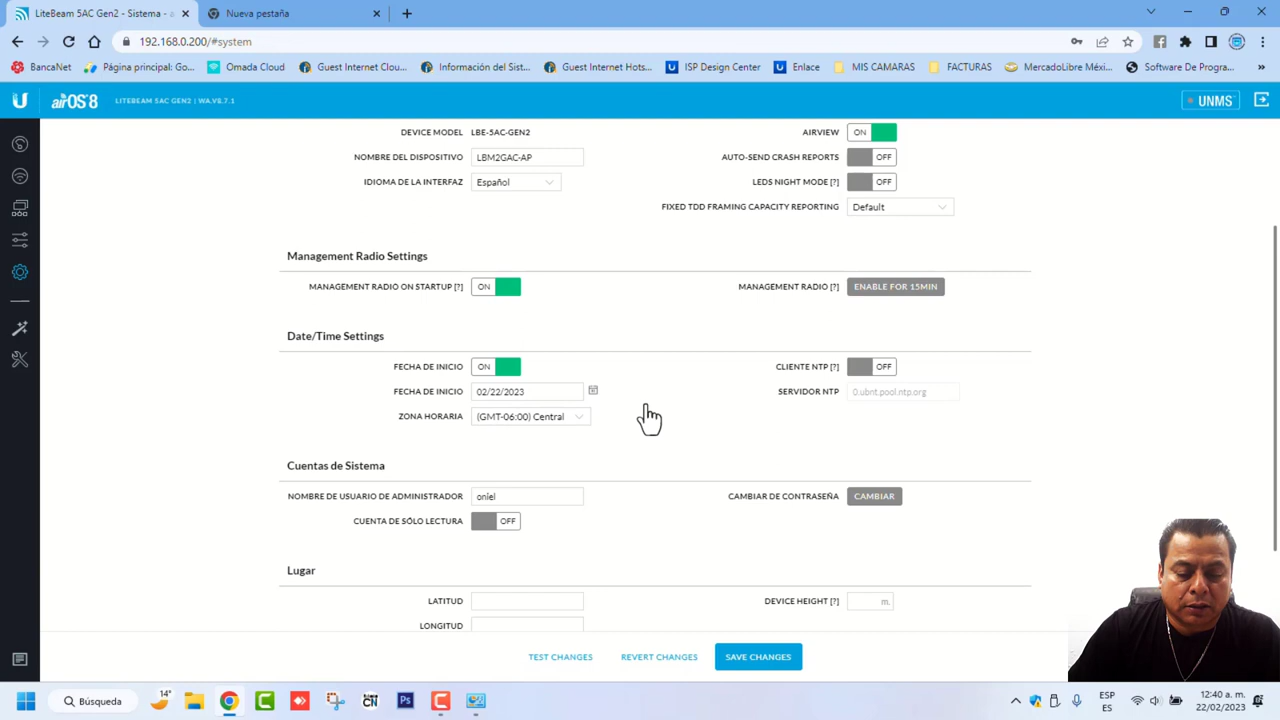 LiteBeam 5AC Gen2 - Sistema -
Nueva pestaña
192.168.0.200/#system
BancaNet
Página principal: Go...
Omada Cloud
Guest Internet Clou...
Información del Sist...
Guest Internet Hots...
ISP Design Center
Enlace
MIS CAMARAS
FACTURAS
MercadoLibre Méxi...
Software De Progra...
»
U airOS 8 LITEBEAM 5AC GEN2 | WA.V8.7.1
UNMS
DEVICE MODEL LBE-5AC-GEN2
AIRVIEW ON
NOMBRE DEL DISPOSITIVO LBM2GAC-AP
AUTO-SEND CRASH REPORTS OFF
IDIOMA DE LA INTERFAZ Español
LEDS NIGHT MODE [?] OFF
FIXED TDD FRAMING CAPACITY REPORTING Default
Management Radio Settings
MANAGEMENT RADIO ON STARTUP [?] ON
MANAGEMENT RADIO [?] ENABLE FOR 15MIN
Date/Time Settings
FECHA DE INICIO ON
CLIENTE NTP [?] OFF
FECHA DE INICIO 02/22/2023
SERVIDOR NTP 0.ubnt.pool.ntp.org
ZONA HORARIA (GMT-06:00) Central
Cuentas de Sistema
NOMBRE DE USUARIO DE ADMINISTRADOR oniel
CAMBIAR DE CONTRASEÑA CAMBIAR
CUENTA DE SÓLO LECTURA OFF
Lugar
LATITUD
DEVICE HEIGHT [?] m.
LONGITUD
TEST CHANGES
REVERT CHANGES
SAVE CHANGES
Búsqueda
14°
CN
Ps
ESP
ES
12:40 a. m.
22/02/2023